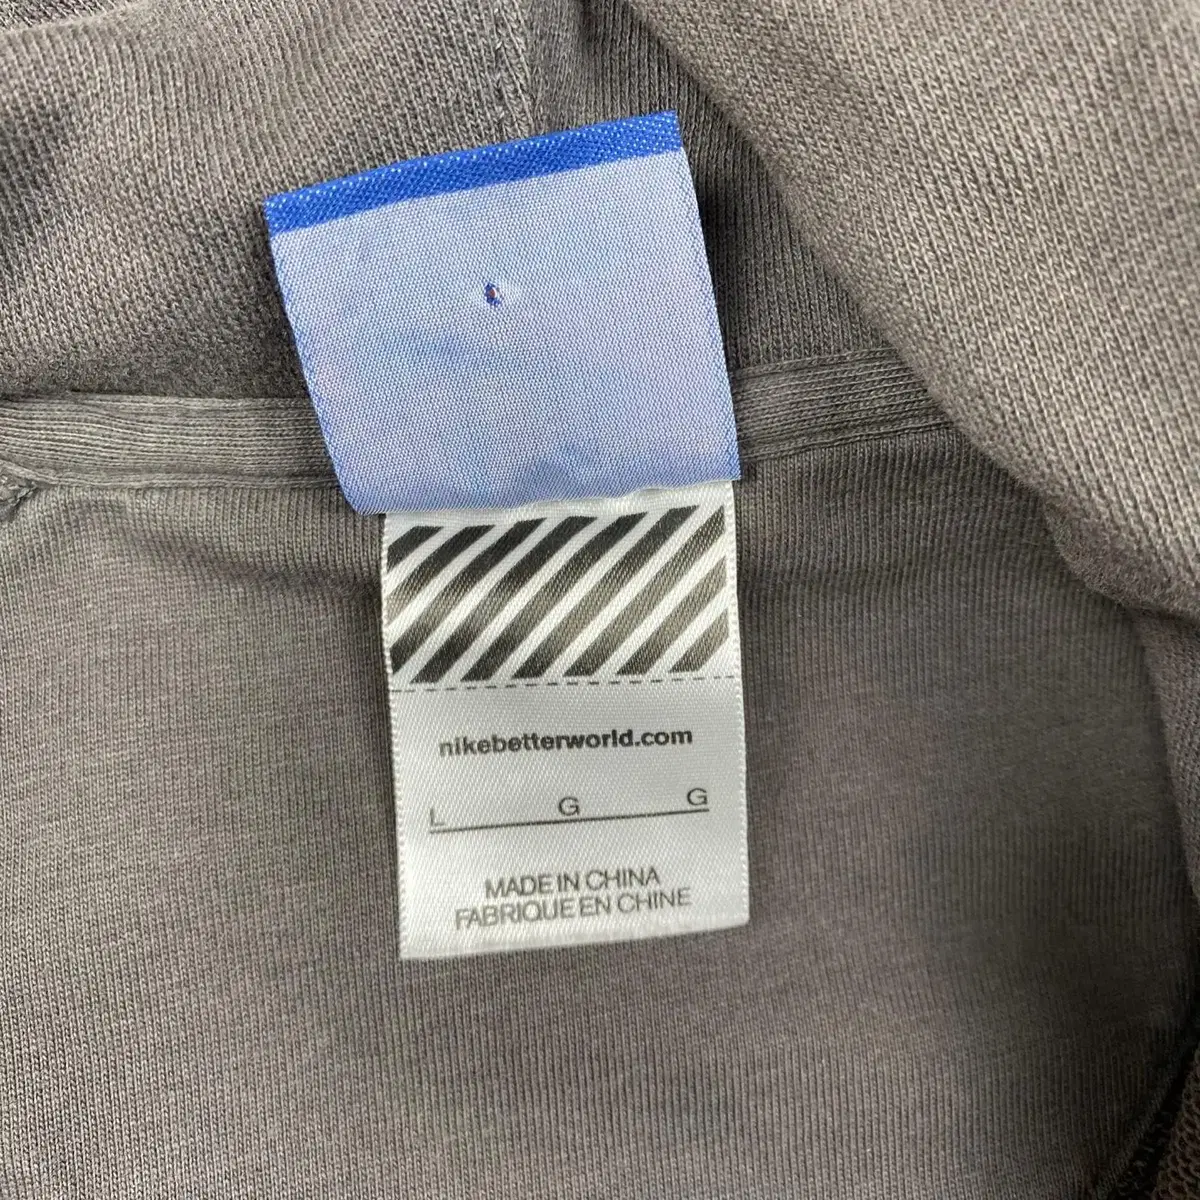 nikebetterworld.com
L G G
MADE IN CHINA
FABRIQUE EN CHINE